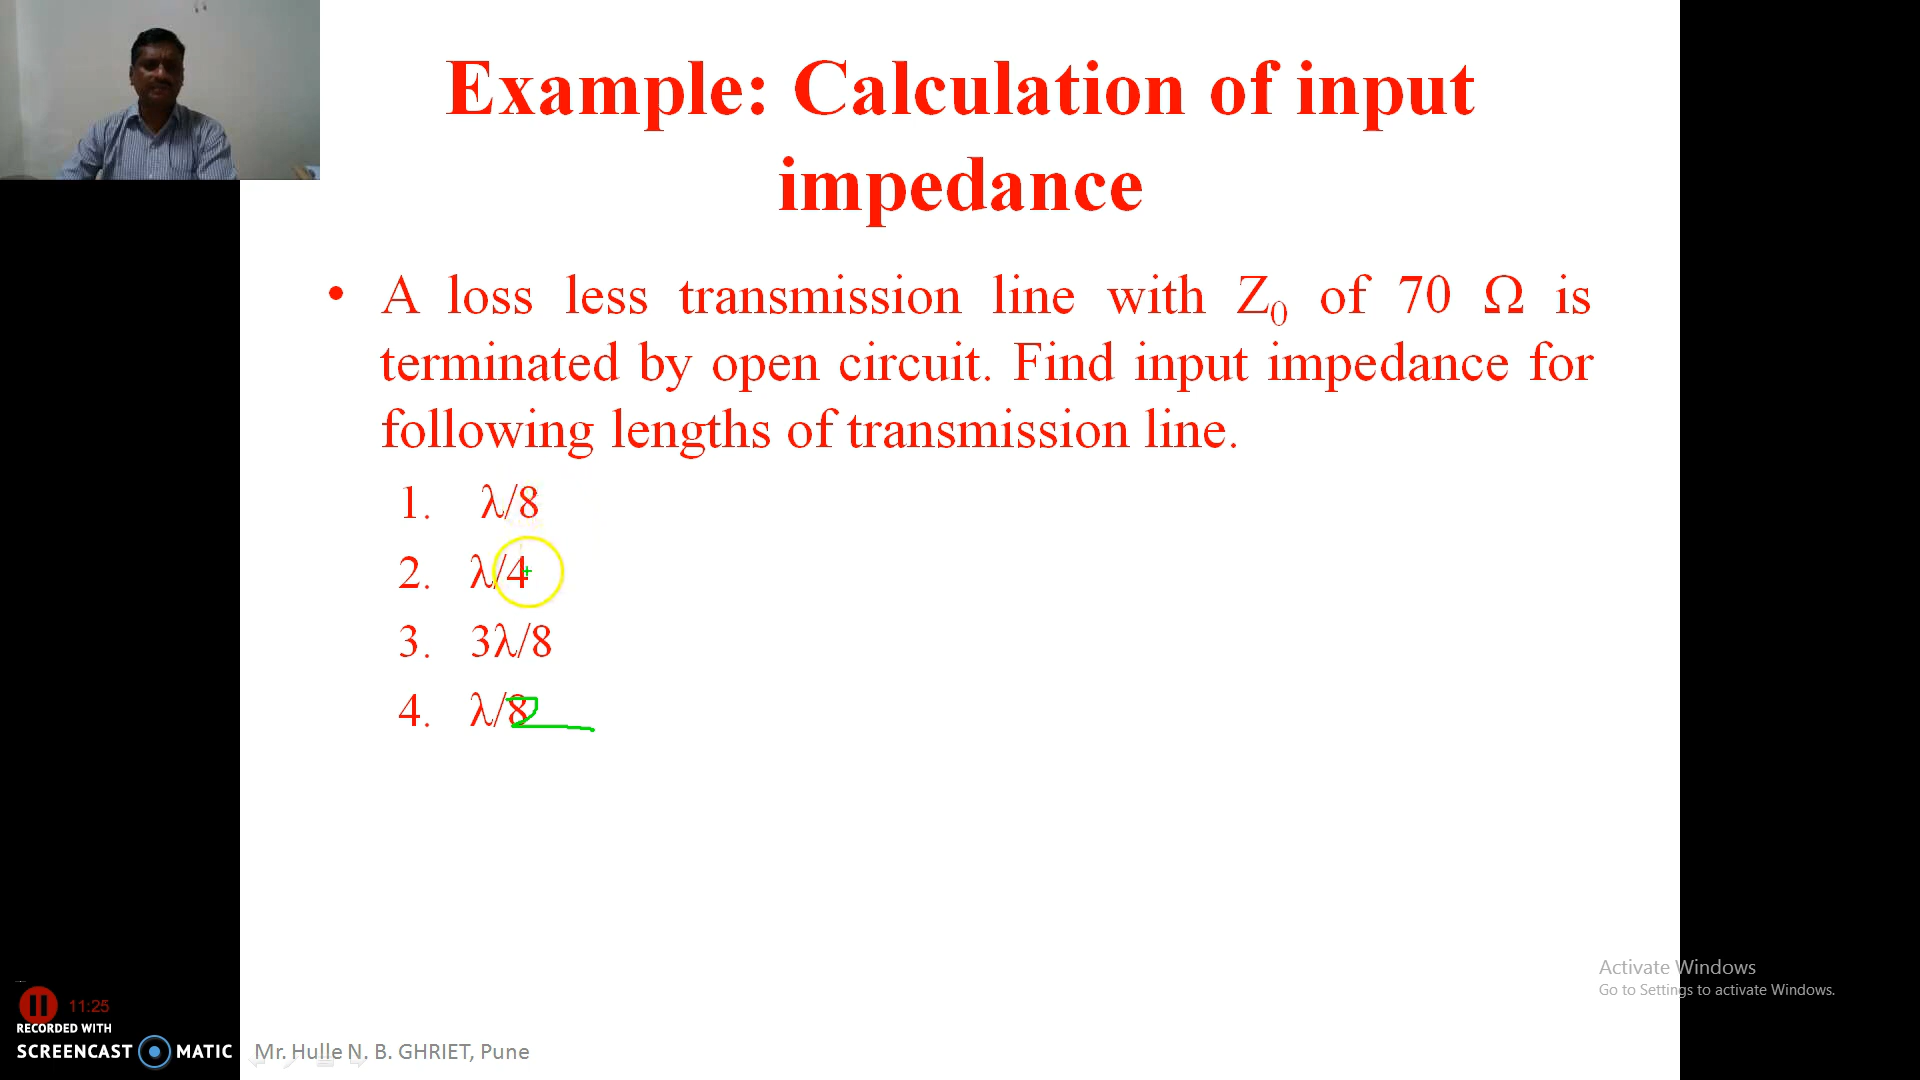 Example: Calculation of input
impedance
• A loss less transmission line with Z₀ of 70 Ω is
terminated by open circuit. Find input impedance for
following lengths of transmission line.
1. λ/8
2. λ/4
3. 3λ/8
4. λ/8
2
Activate Windows
Go to Settings to activate Windows.
11:25
RECORDED WITH
SCREENCAST MATIC
Mr. Hulle N. B. GHRIET, Pune